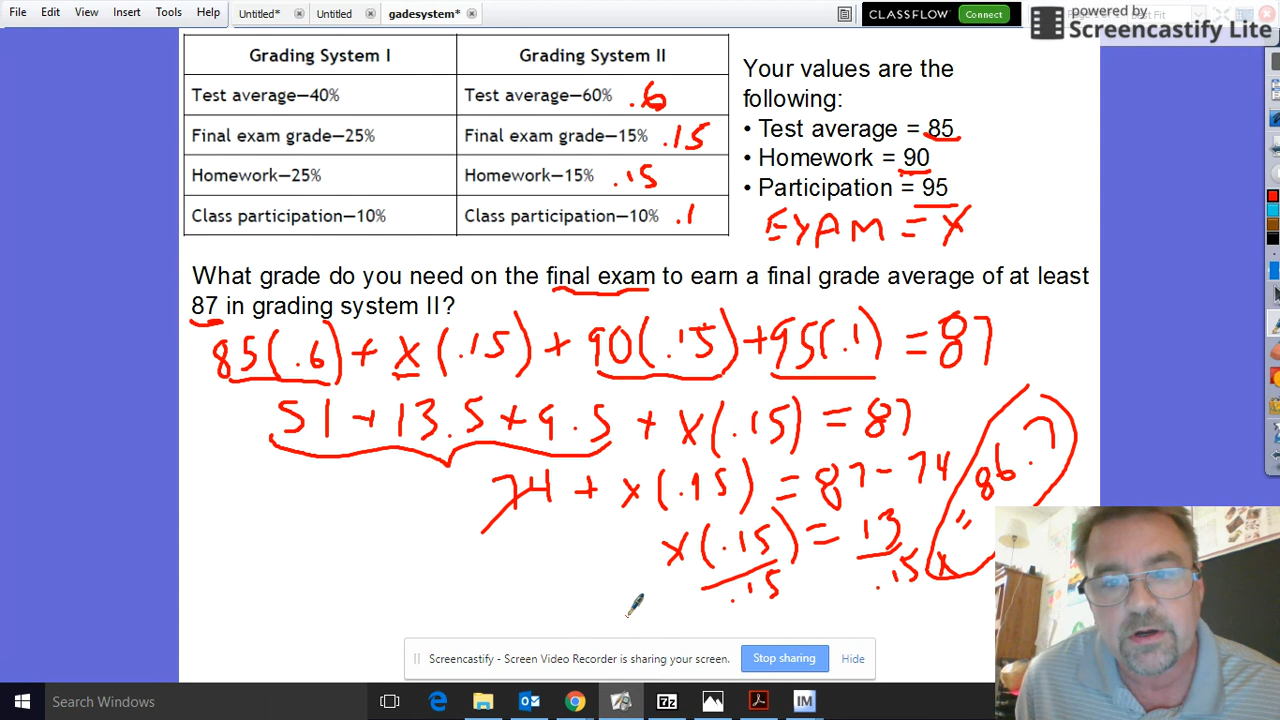 File Edit View Insert Tools Help
Untitled* Untitled gadesystem*
CLASSFLOW Connect
powered by
Screencastify Lite
Grading System I Grading System II
Test average—40% Test average—60% .6
Final exam grade—25% Final exam grade—15% .15
Homework—25% Homework—15% .15
Class participation—10% Class participation—10% .1
Your values are the
following:
• Test average = 85
• Homework = 90
• Participation = 95
EXAM = X
What grade do you need on the final exam to earn a final grade average of at least
87 in grading system II?
85(.6) + x(.15) + 90(.15) + 95(.1) = 87
51 + 13.5 + 9.5 + x(.15) = 87
74 + x(.15) = 87 - 74
x(.15) = 13
.15 .15
x = 86.7
Screencastify - Screen Video Recorder is sharing your screen. Stop sharing Hide
Search Windows
7z
IM